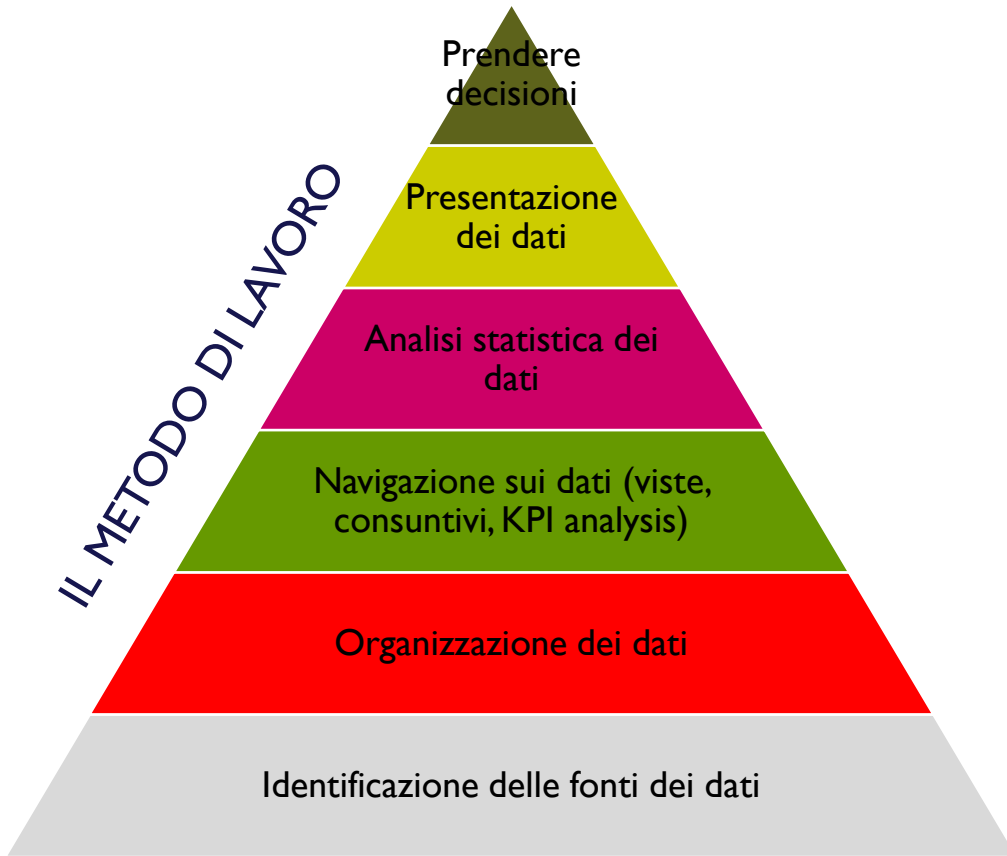 Prendere
decisioni
Presentazione
dei dati
IL METODO DI LAVORO
Analisi statistica dei
dati
Navigazione sui dati (viste,
consuntivi, KPI analysis)
Organizzazione dei dati
Identificazione delle fonti dei dati